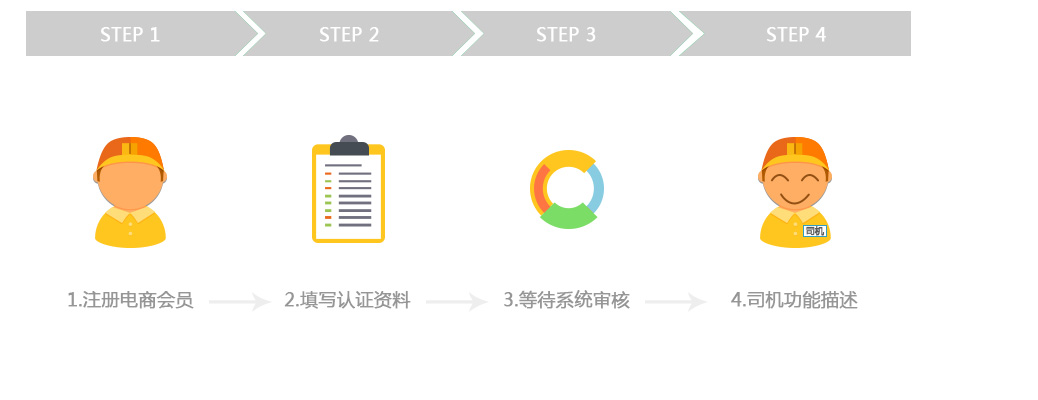 STEP 1
STEP 2
STEP 3
STEP 4
司机
1.注册电商会员
2.填写认证资料
3.等待系统审核
4.司机功能描述